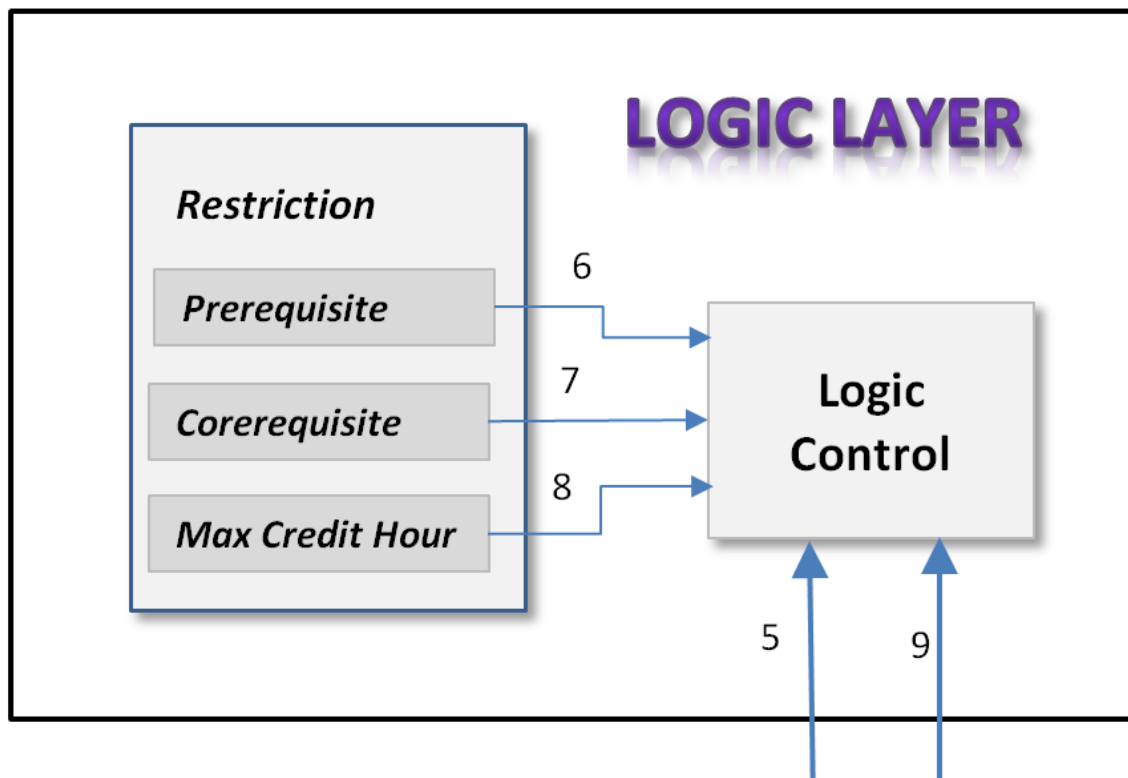 LOGIC LAYER
Restriction
6
Prerequisite
7
Logic
Control
Corerequisite
8
Max Credit Hour
5
9